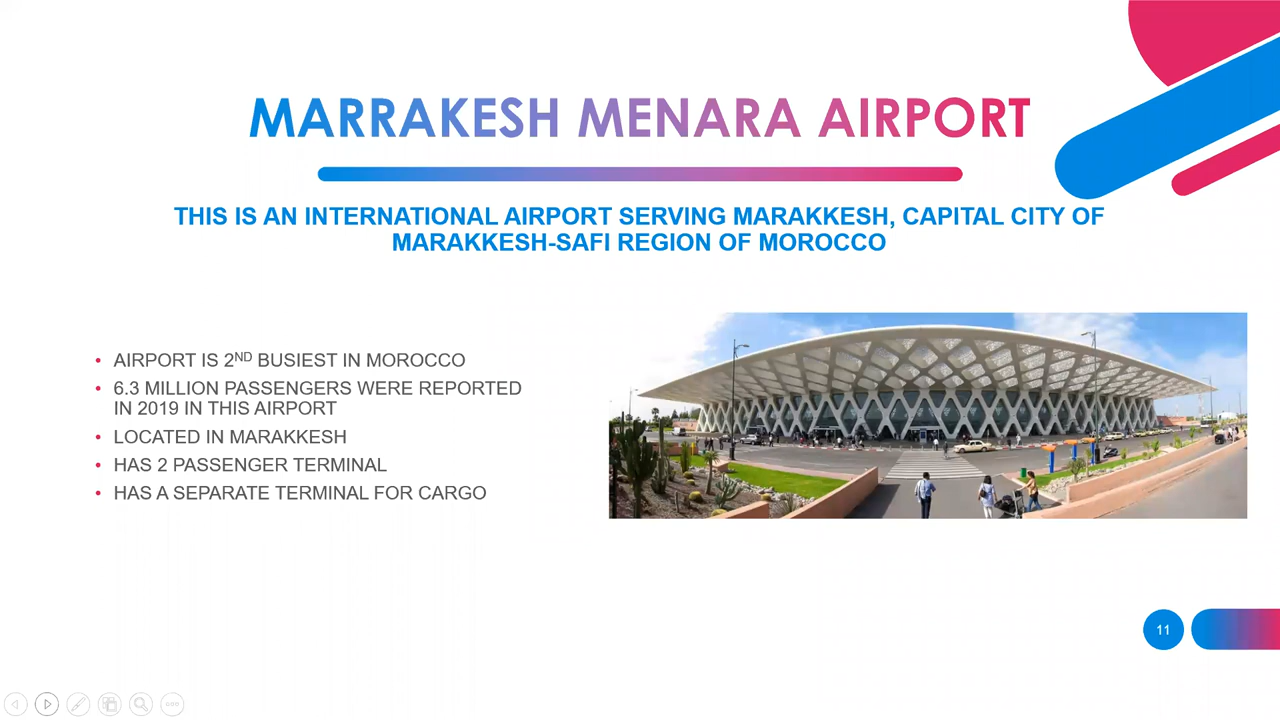 MARRAKESH MENARA AIRPORT
THIS IS AN INTERNATIONAL AIRPORT SERVING MARAKKESH, CAPITAL CITY OF
MARAKKESH-SAFI REGION OF MOROCCO
• AIRPORT IS 2ND BUSIEST IN MOROCCO
• 6.3 MILLION PASSENGERS WERE REPORTED
IN 2019 IN THIS AIRPORT
• LOCATED IN MARAKKESH
• HAS 2 PASSENGER TERMINAL
• HAS A SEPARATE TERMINAL FOR CARGO
11